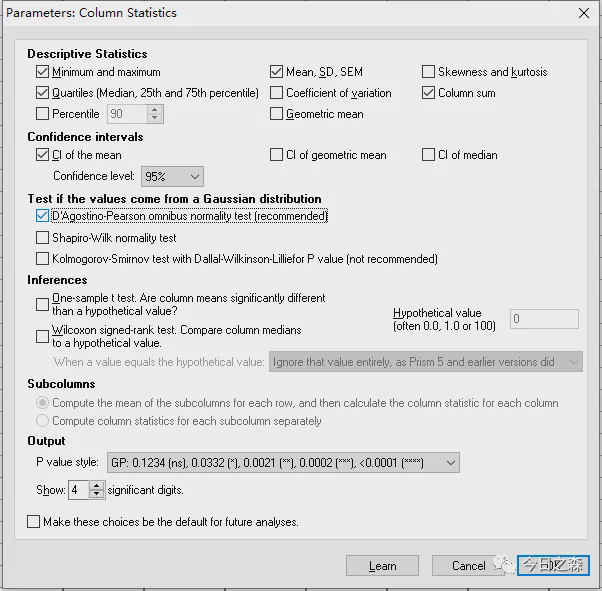 Parameters: Column Statistics
Descriptive Statistics
Minimum and maximum
Mean, SD, SEM
Skewness and kurtosis
Quartiles (Median, 25th and 75th percentile)
Coefficient of variation
Column sum
Percentile 90
Geometric mean
Confidence intervals
CI of the mean
CI of geometric mean
CI of median
Confidence level: 95%
Test if the values come from a Gaussian distribution
D'Agostino-Pearson omnibus normality test (recommended)
Shapiro-Wilk normality test
Kolmogorov-Smirnov test with Dallal-Wilkinson-Lilliefor P value (not recommended)
Inferences
One-sample t test. Are column means significantly different
than a hypothetical value?
Wilcoxon signed-rank test. Compare column medians
to a hypothetical value.
Hypothetical value
(often 0.0, 1.0 or 100)
0
When a value equals the hypothetical value: Ignore that value entirely, as Prism 5 and earlier versions did
Subcolumns
Compute the mean of the subcolumns for each row, and then calculate the column statistic for each column
Compute column statistics for each subcolumn separately
Output
P value style: GP: 0.1234 (ns), 0.0332 (*), 0.0021 (**), 0.0002 (***), <0.0001 (****)
Show: 4 significant digits.
Make these choices be the default for future analyses.
Learn
Cancel
今日之森